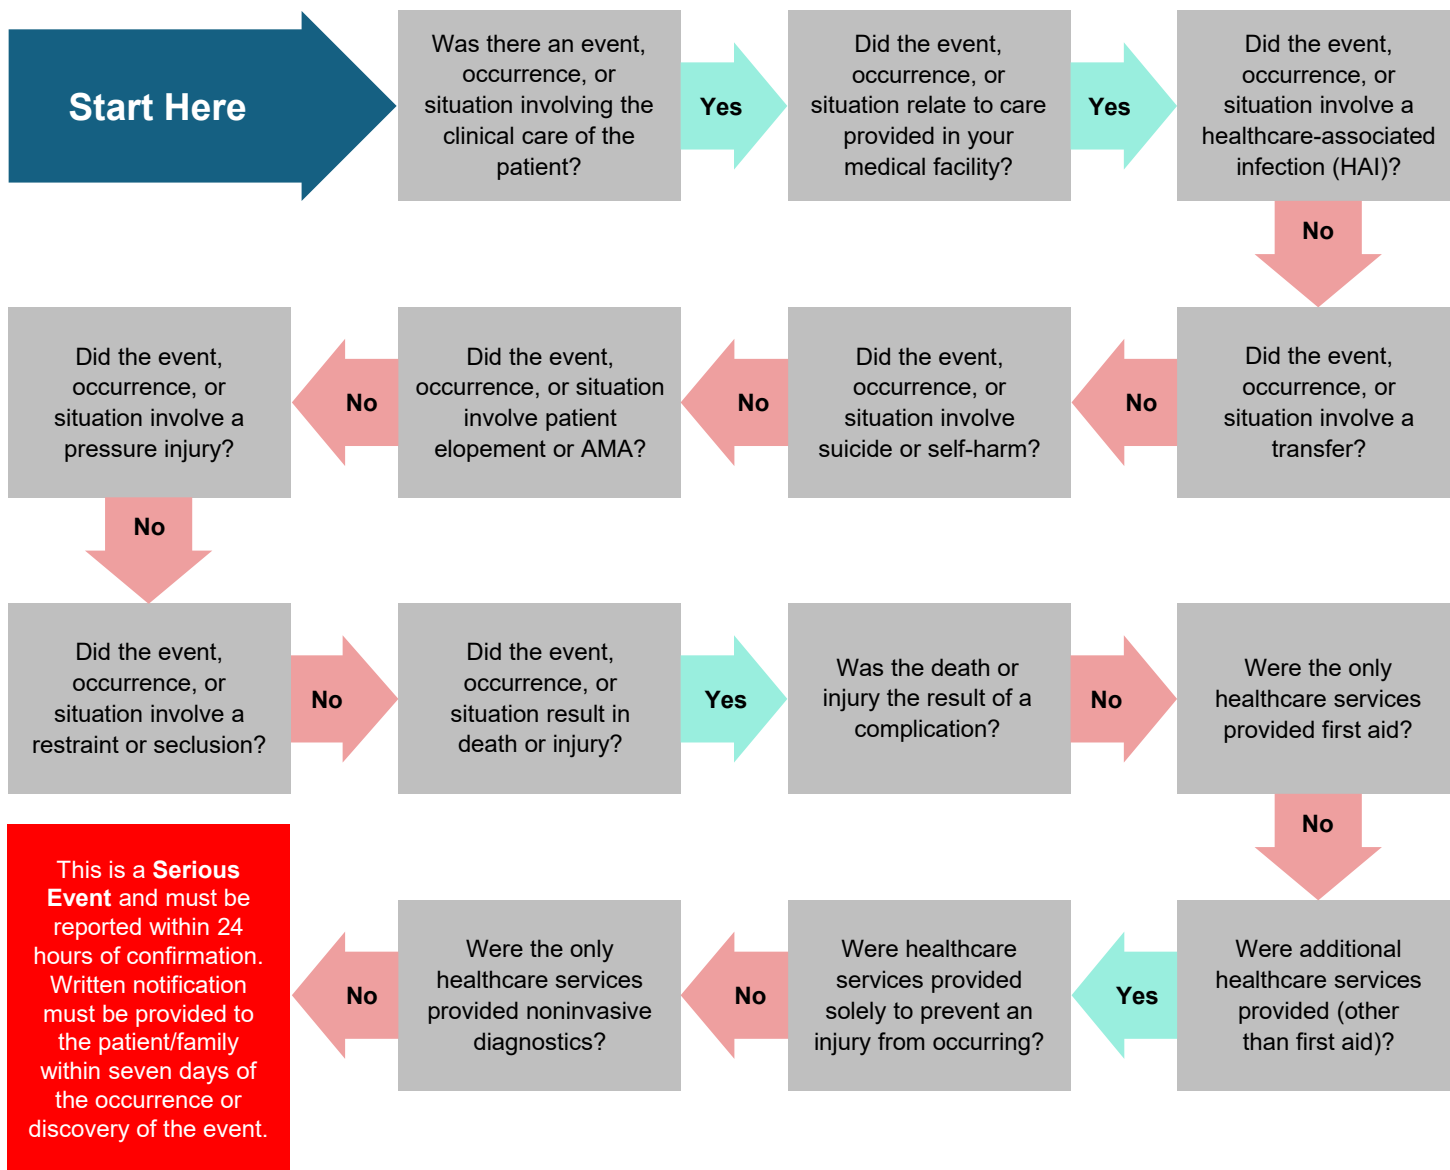 Start Here
Was there an event,
occurrence, or
situation involving the
clinical care of the
patient?
Yes
Did the event,
occurrence, or
situation relate to care
provided in your
medical facility?
Yes
Did the event,
occurrence, or
situation involve a
healthcare-associated
infection (HAI)?
No
Did the event,
occurrence, or
situation involve a
transfer?
No
Did the event,
occurrence, or
situation involve
suicide or self-harm?
No
Did the event,
occurrence, or situation
involve patient
elopement or AMA?
No
Did the event,
occurrence, or
situation involve a
pressure injury?
No
Did the event,
occurrence, or
situation involve a
restraint or seclusion?
No
Did the event,
occurrence, or
situation result in
death or injury?
Yes
Was the death or
injury the result of a
complication?
No
Were the only
healthcare services
provided first aid?
No
Were additional
healthcare services
provided (other
than first aid)?
Yes
Were healthcare
services provided
solely to prevent an
injury from occurring?
No
Were the only
healthcare services
provided noninvasive
diagnostics?
No
This is a Serious
Event and must be
reported within 24
hours of confirmation.
Written notification
must be provided to
the patient/family
within seven days of
the occurrence or
discovery of the event.